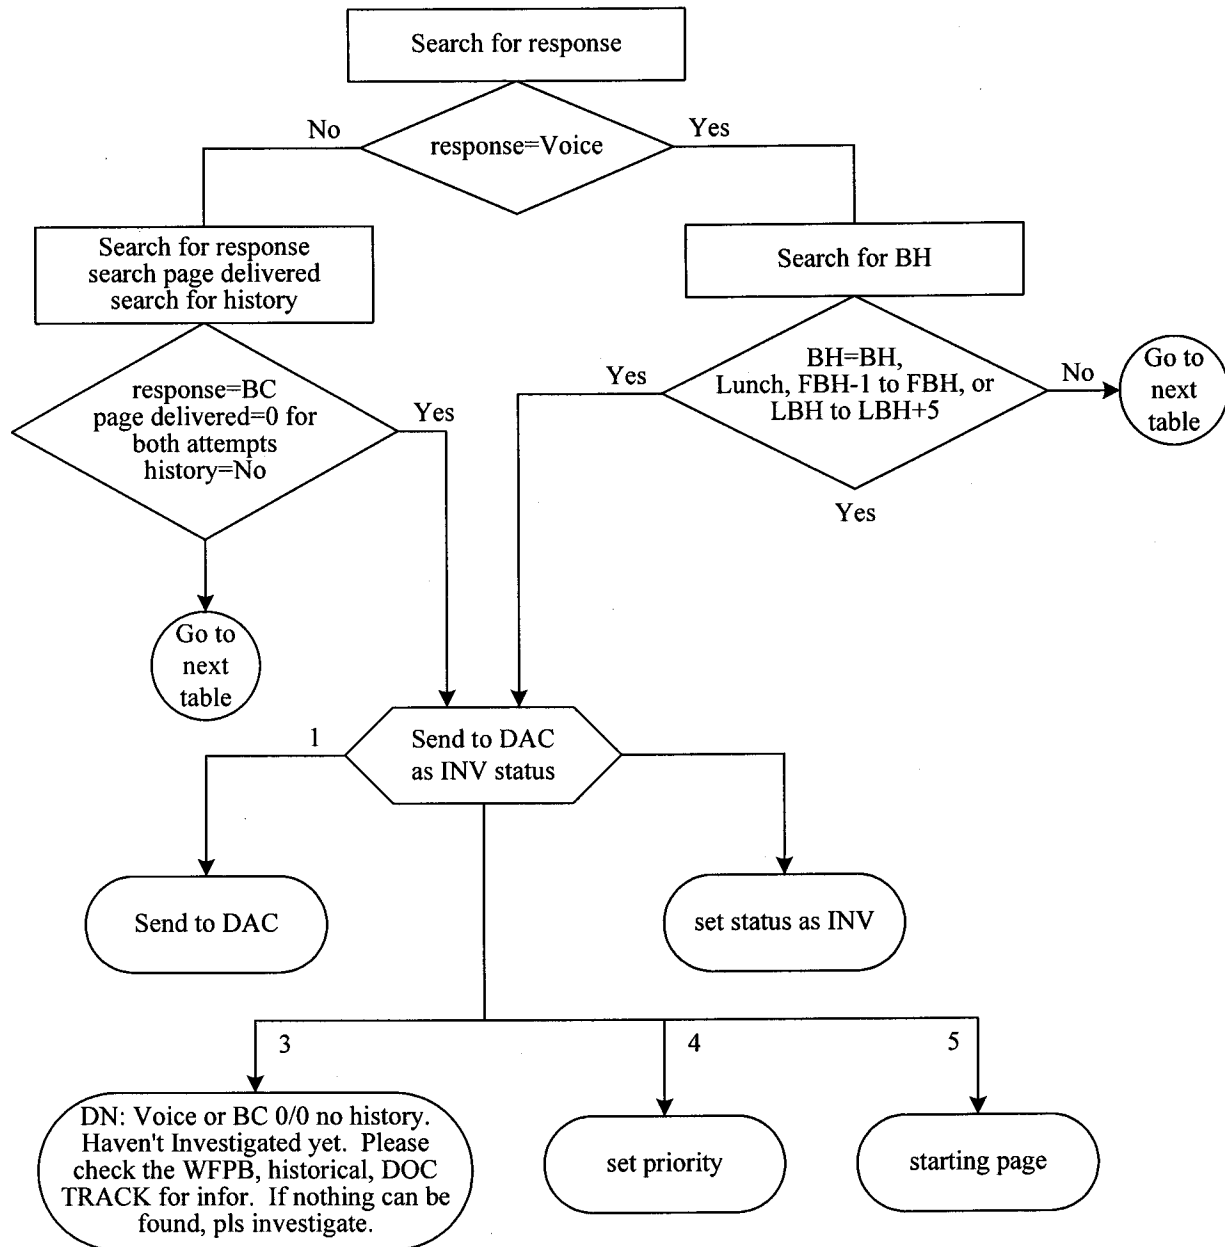 Search for response
No
response=Voice
Yes
Search for response
search page delivered
search for history
Search for BH
response=BC
page delivered=0 for
both attempts
history=No
Yes
Yes
BH=BH,
Lunch, FBH-1 to FBH, or
LBH to LBH+5
No
Go to
next
table
Yes
Go to
next
table
1
Send to DAC
as INV status
Send to DAC
set status as INV
3
4
5
DN: Voice or BC 0/0 no history.
Haven't Investigated yet. Please
check the WFPB, historical, DOC
TRACK for infor. If nothing can be
found, pls investigate.
set priority
starting page